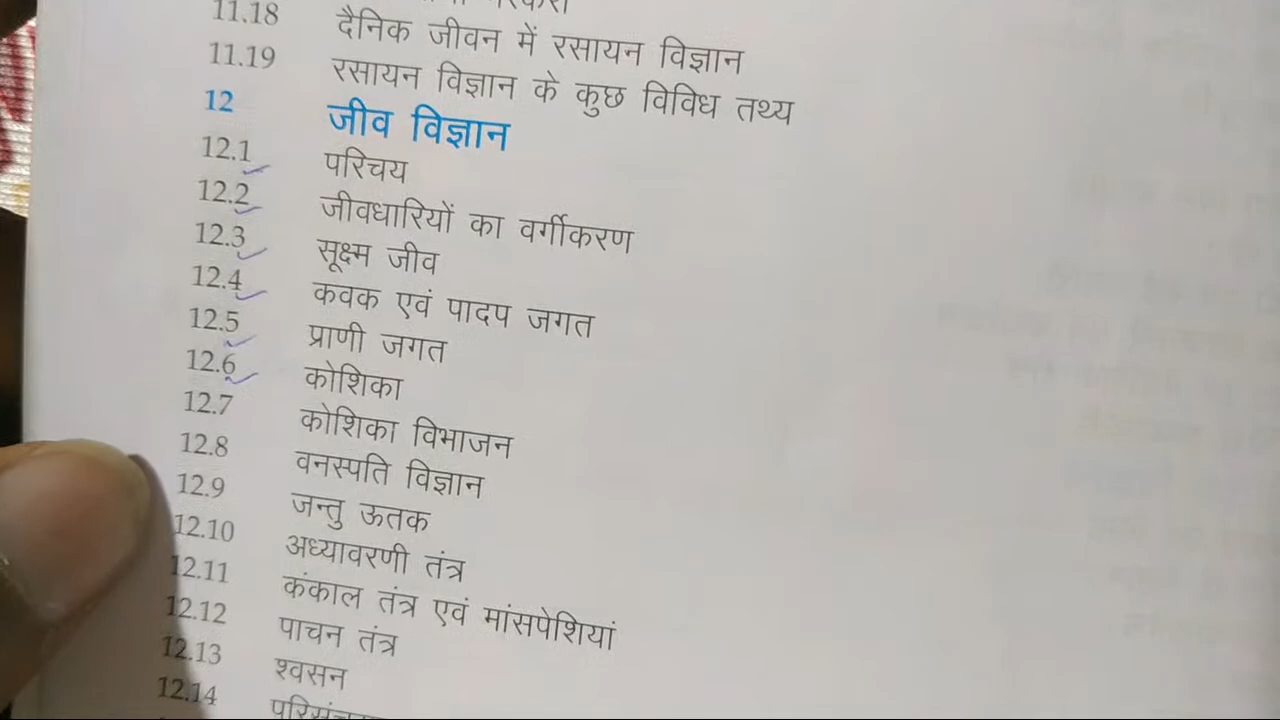 11.18 दैनिक जीवन में रसायन विज्ञान
11.19 रसायन विज्ञान के कुछ विविध तथ्य
12 जीव विज्ञान
12.1 परिचय
12.2 जीवधारियों का वर्गीकरण
12.3 सूक्ष्म जीव
12.4 कवक एवं पादप जगत
12.5 प्राणी जगत
12.6 कोशिका
12.7 कोशिका विभाजन
12.8 वनस्पति विज्ञान
12.9 जन्तु ऊतक
12.10 अध्यावरणी तंत्र
12.11 कंकाल तंत्र एवं मांसपेशियां
12.12 पाचन तंत्र
12.13 श्वसन
12.14